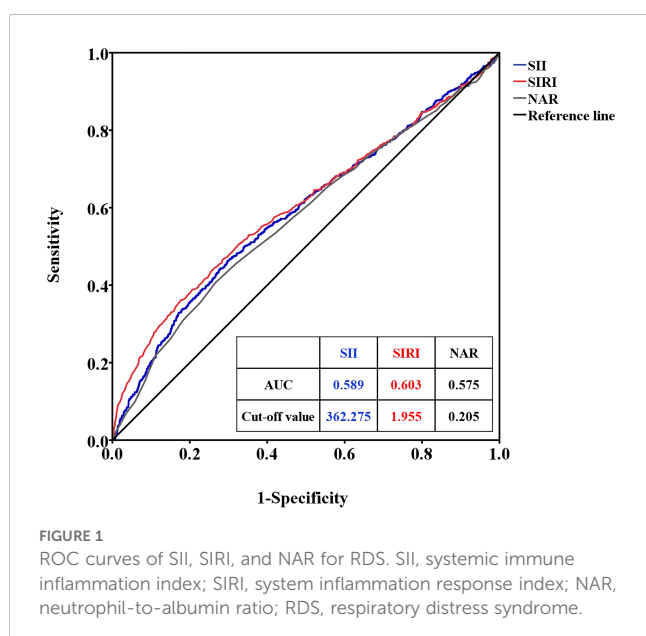 1.0
0.8
0.6
0.4
0.2
0.0
Sensitivity
SII
SIRI
NAR
Reference line
SII SIRI NAR
AUC 0.589 0.603 0.575
Cut-off value 362.275 1.955 0.205
0.0 0.2 0.4 0.6 0.8 1.0
1-Specificity
FIGURE 1
ROC curves of SII, SIRI, and NAR for RDS. SII, systemic immune
inflammation index; SIRI, system inflammation response index; NAR,
neutrophil-to-albumin ratio; RDS, respiratory distress syndrome.